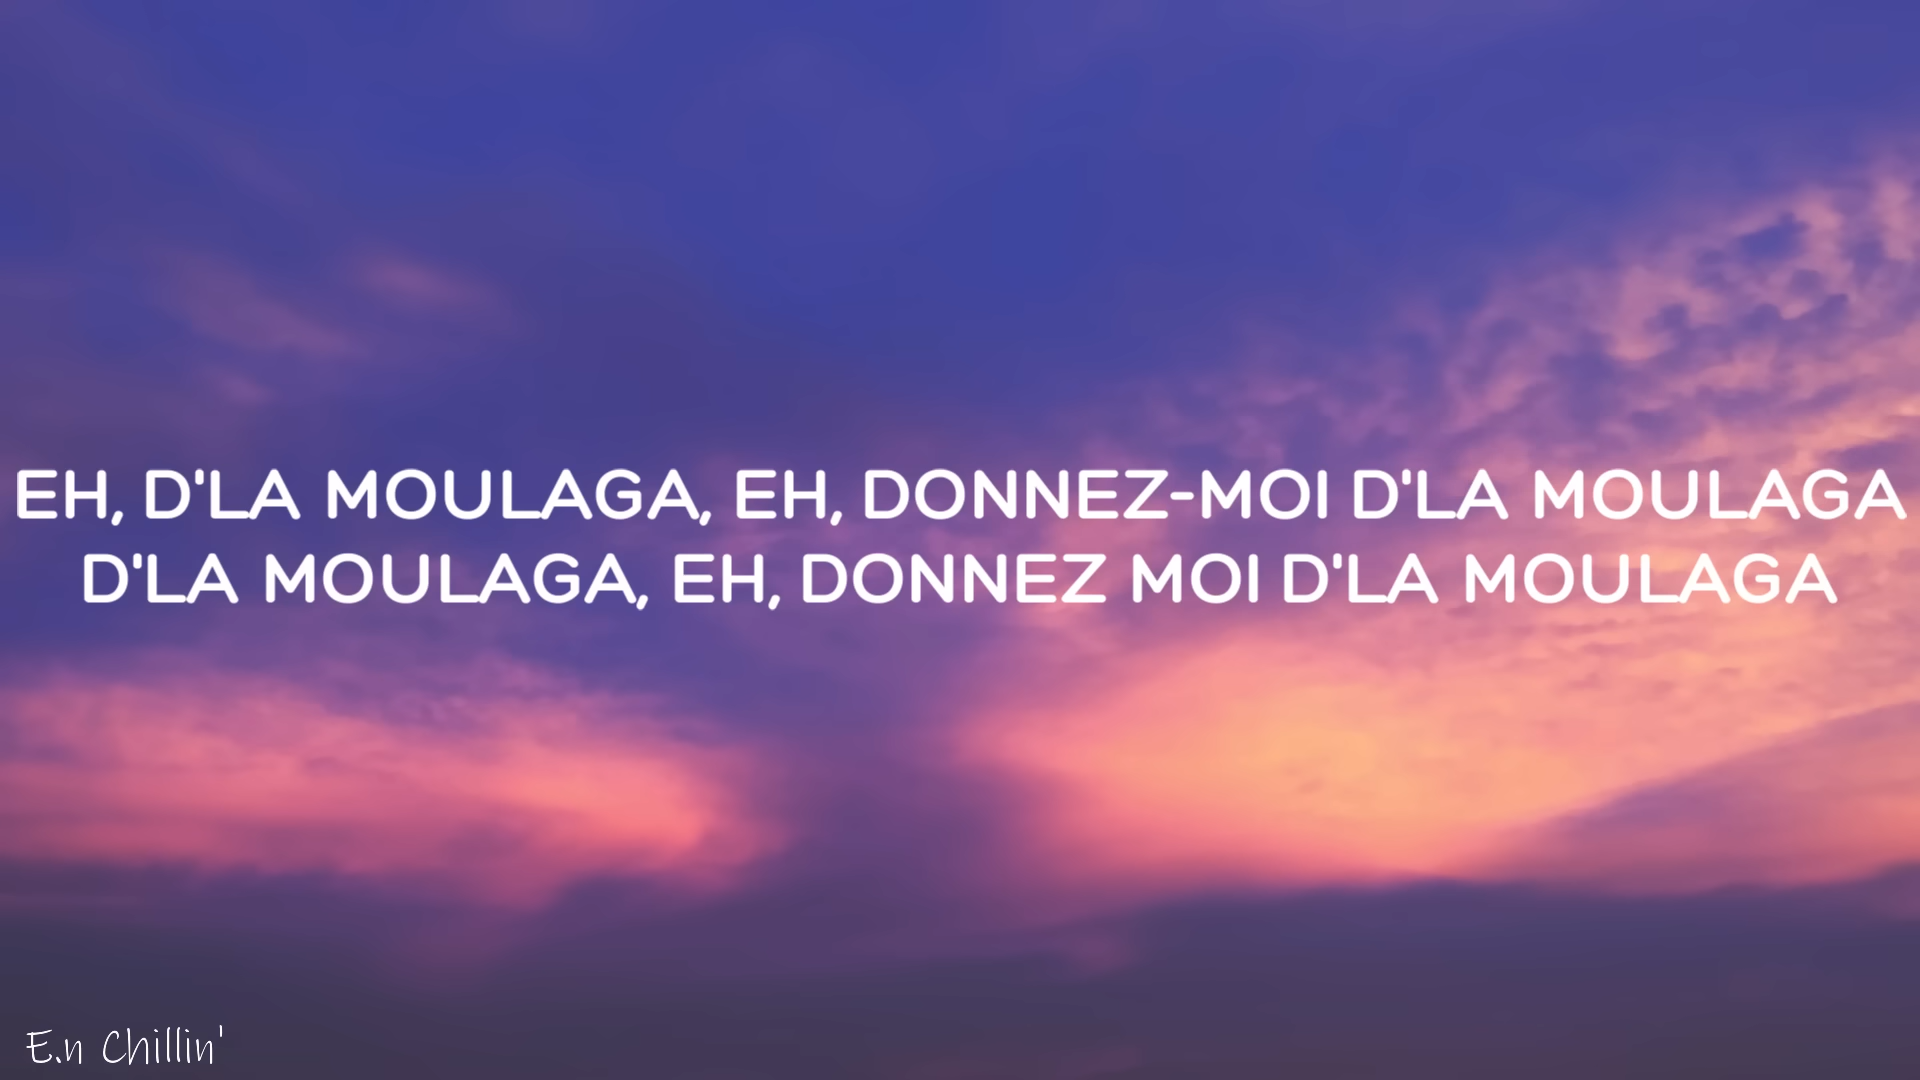 EH, D'LA MOULAGA, EH, DONNEZ-MOI D'LA MOULAGA
D'LA MOULAGA, EH, DONNEZ MOI D'LA MOULAGA
E.n Chillin'